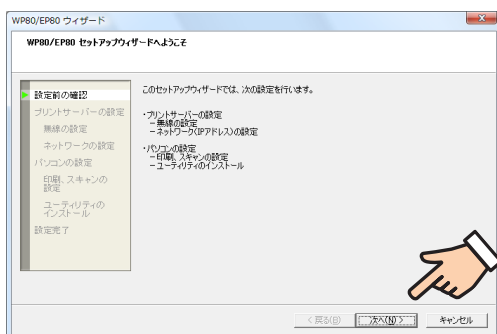 WP80/EP80 ウィザード
WP80/EP80 セットアップウィザードへようこそ
設定前の確認
プリントサーバーの設定
無線の設定
ネットワークの設定
パソコンの設定
印刷、スキャンの
設定
ユーティリティの
インストール
設定完了
このセットアップウィザードでは、次の設定を行います。
・プリントサーバーの設定
－無線の設定
－ネットワーク(IPアドレス)の設定
・パソコンの設定
－印刷、スキャンの設定
－ユーティリティのインストール
< 戻る(B)
次へ(N) >
キャンセル